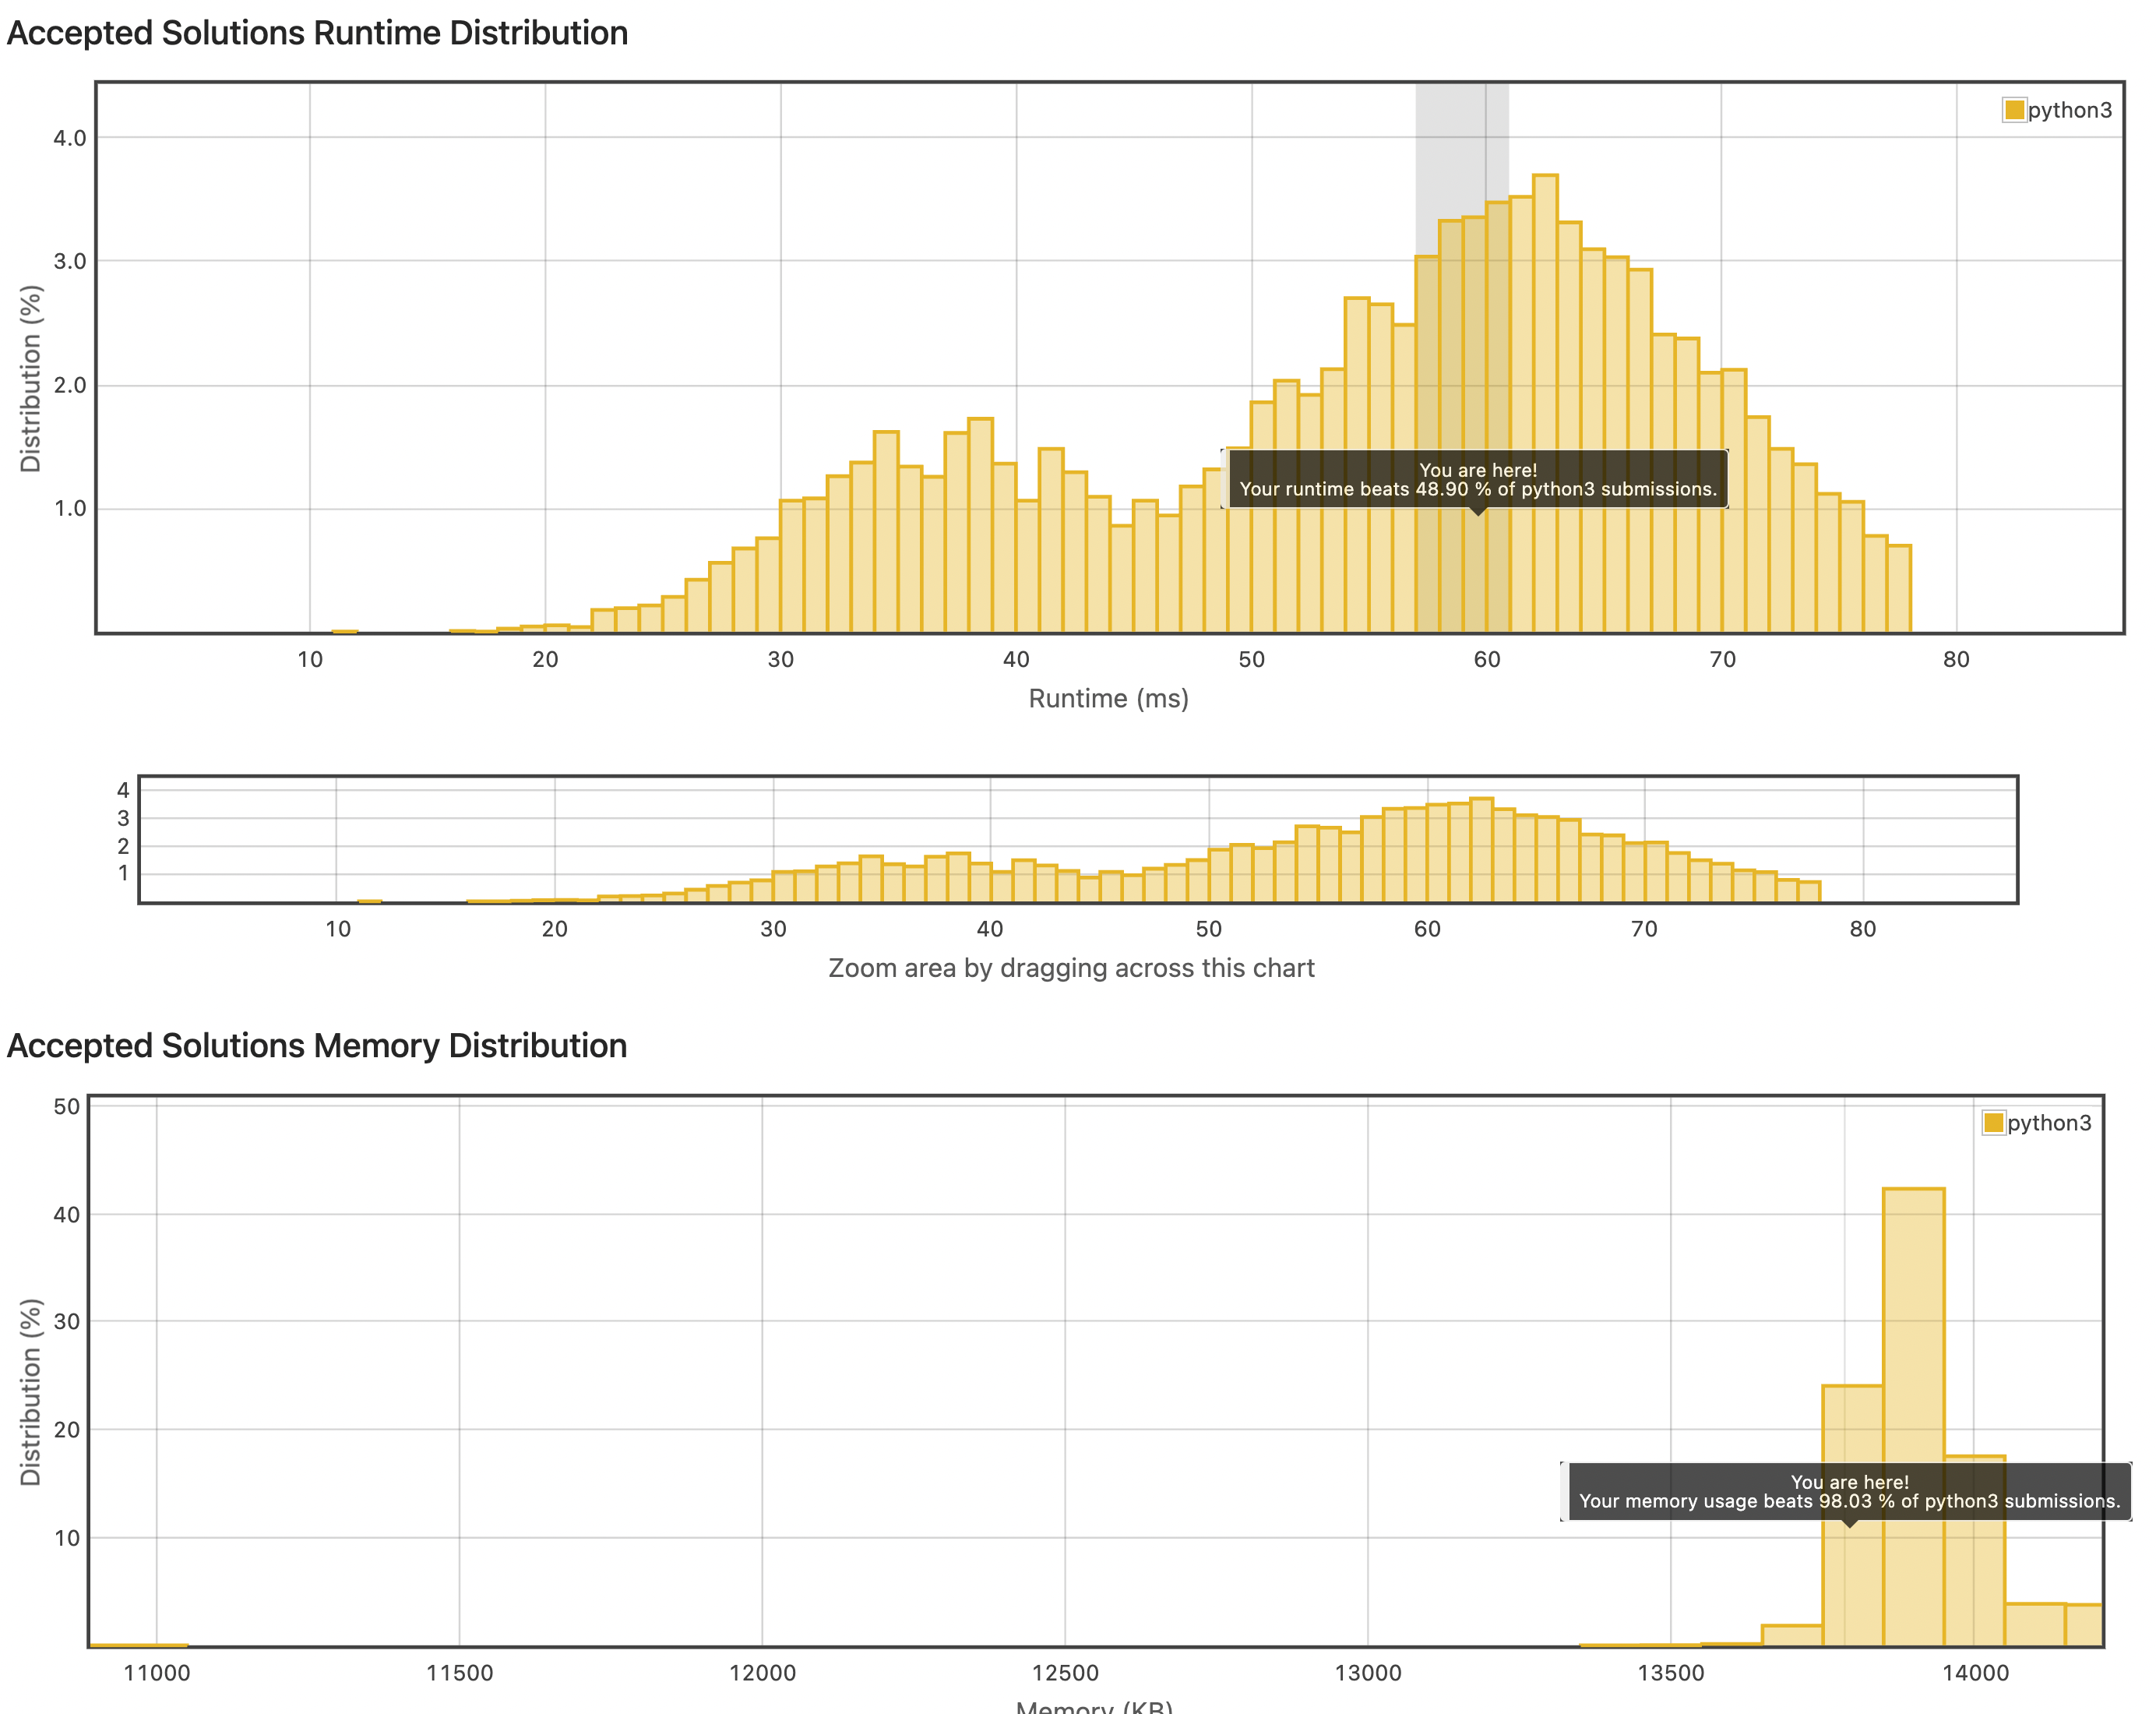 Accepted Solutions Runtime Distribution
python3
4.0
3.0
2.0
1.0
Distribution (%)
You are here!
Your runtime beats 48.90 % of python3 submissions.
10 20 30 40 50 60 70 80
Runtime (ms)
4
3
2
1
10 20 30 40 50 60 70 80
Zoom area by dragging across this chart
Accepted Solutions Memory Distribution
python3
50
40
30
20
10
Distribution (%)
You are here!
Your memory usage beats 98.03 % of python3 submissions.
11000 11500 12000 12500 13000 13500 14000
Memory (KB)